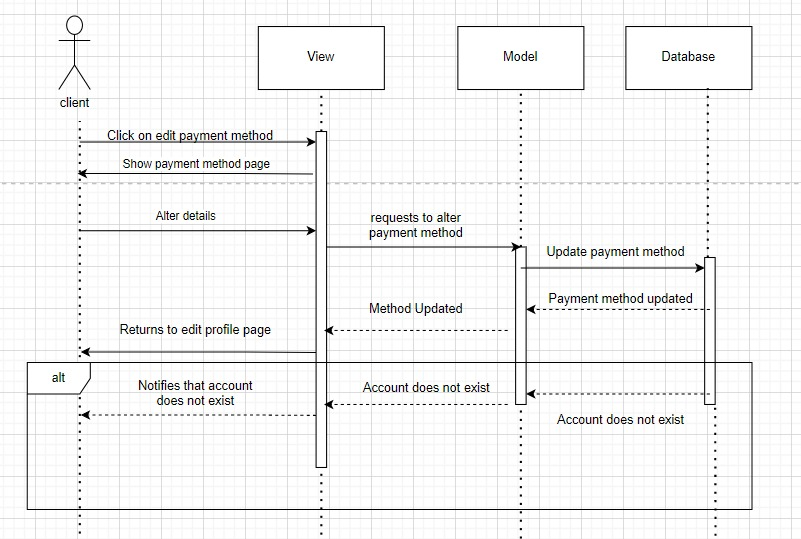 View
Model
Database
client
Click on edit payment method
Show payment method page
Alter details
requests to alter
payment method
Update payment method
Payment method updated
Method Updated
Returns to edit profile page
alt
Notifies that account
does not exist
Account does not exist
Account does not exist